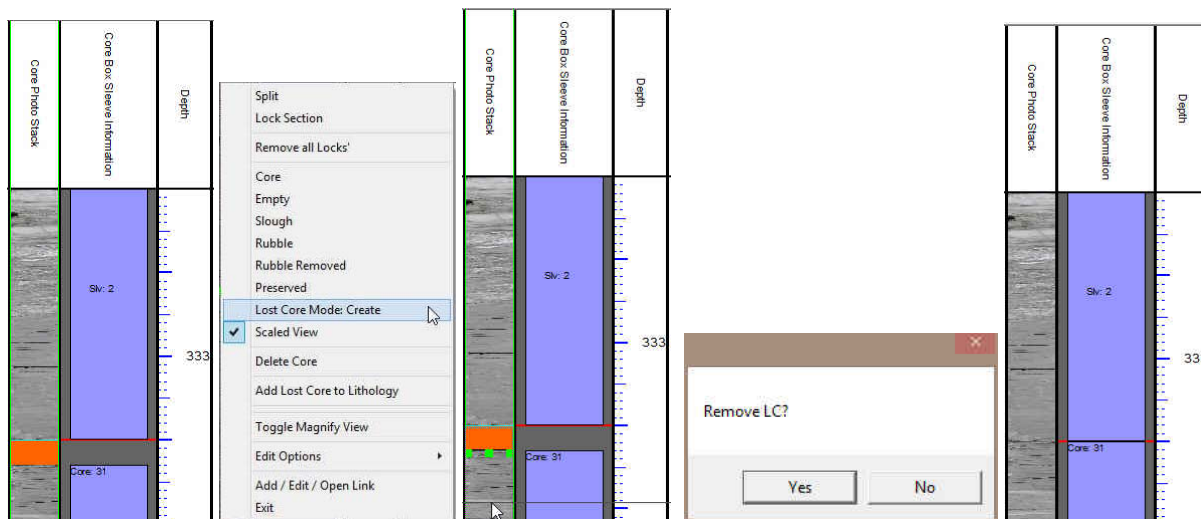 Core Photo Stack
Core Box Sleeve Information
Depth
Slv: 2
333
Core: 31
Split
Lock Section
Remove all Locks'
Core
Empty
Slough
Rubble
Rubble Removed
Preserved
Lost Core Mode: Create
Scaled View
Delete Core
Add Lost Core to Lithology
Toggle Magnify View
Edit Options
Add / Edit / Open Link
Exit
Core Photo Stack
Core Box Sleeve Information
Depth
Slv: 2
333
Core: 31
Remove LC?
Yes
No
Core Photo Stack
Core Box Sleeve Information
Depth
Slv: 2
33
Core: 31